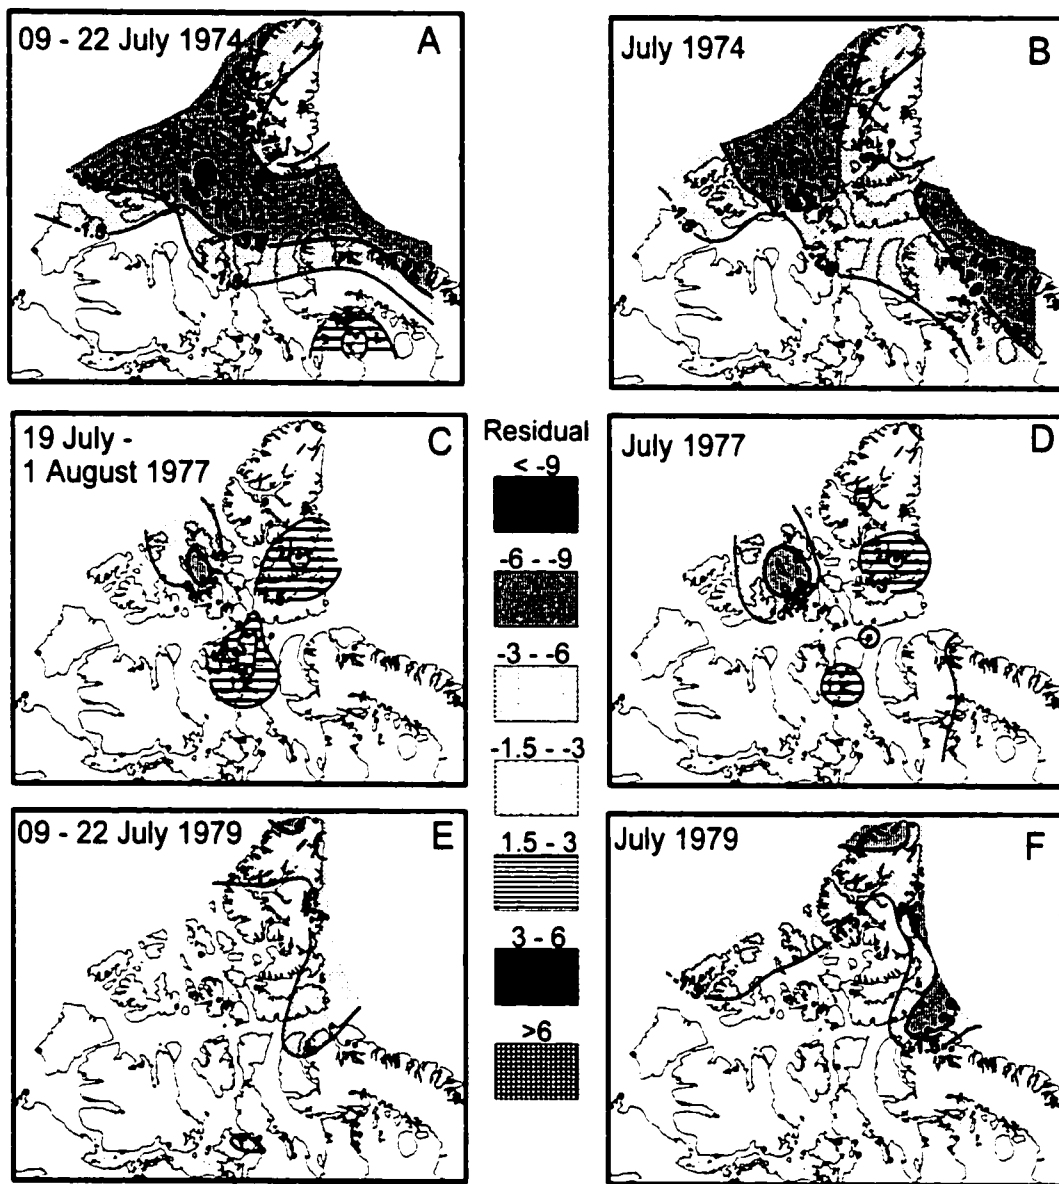 09 - 22 July 1974
A
July 1974
B
19 July -
1 August 1977
C
Residual
< -9
-6 - -9
-3 - -6
-1.5 - -3
1.5 - 3
3 - 6
>6
July 1977
D
09 - 22 July 1979
E
July 1979
F